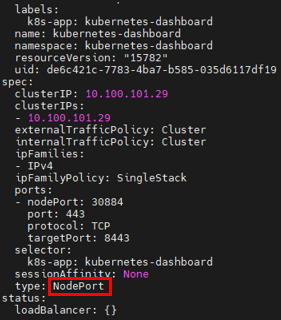 labels:
k8s-app: kubernetes-dashboard
name: kubernetes-dashboard
namespace: kubernetes-dashboard
resourceVersion: "15782"
uid: de6c421c-7783-4ba7-b585-035d6117df19
spec:
clusterIP: 10.100.101.29
clusterIPs:
- 10.100.101.29
externalTrafficPolicy: Cluster
internalTrafficPolicy: Cluster
ipFamilies:
- IPv4
ipFamilyPolicy: SingleStack
ports:
- nodePort: 30884
port: 443
protocol: TCP
targetPort: 8443
selector:
k8s-app: kubernetes-dashboard
sessionAffinity: None
type: NodePort
status:
loadBalancer: {}